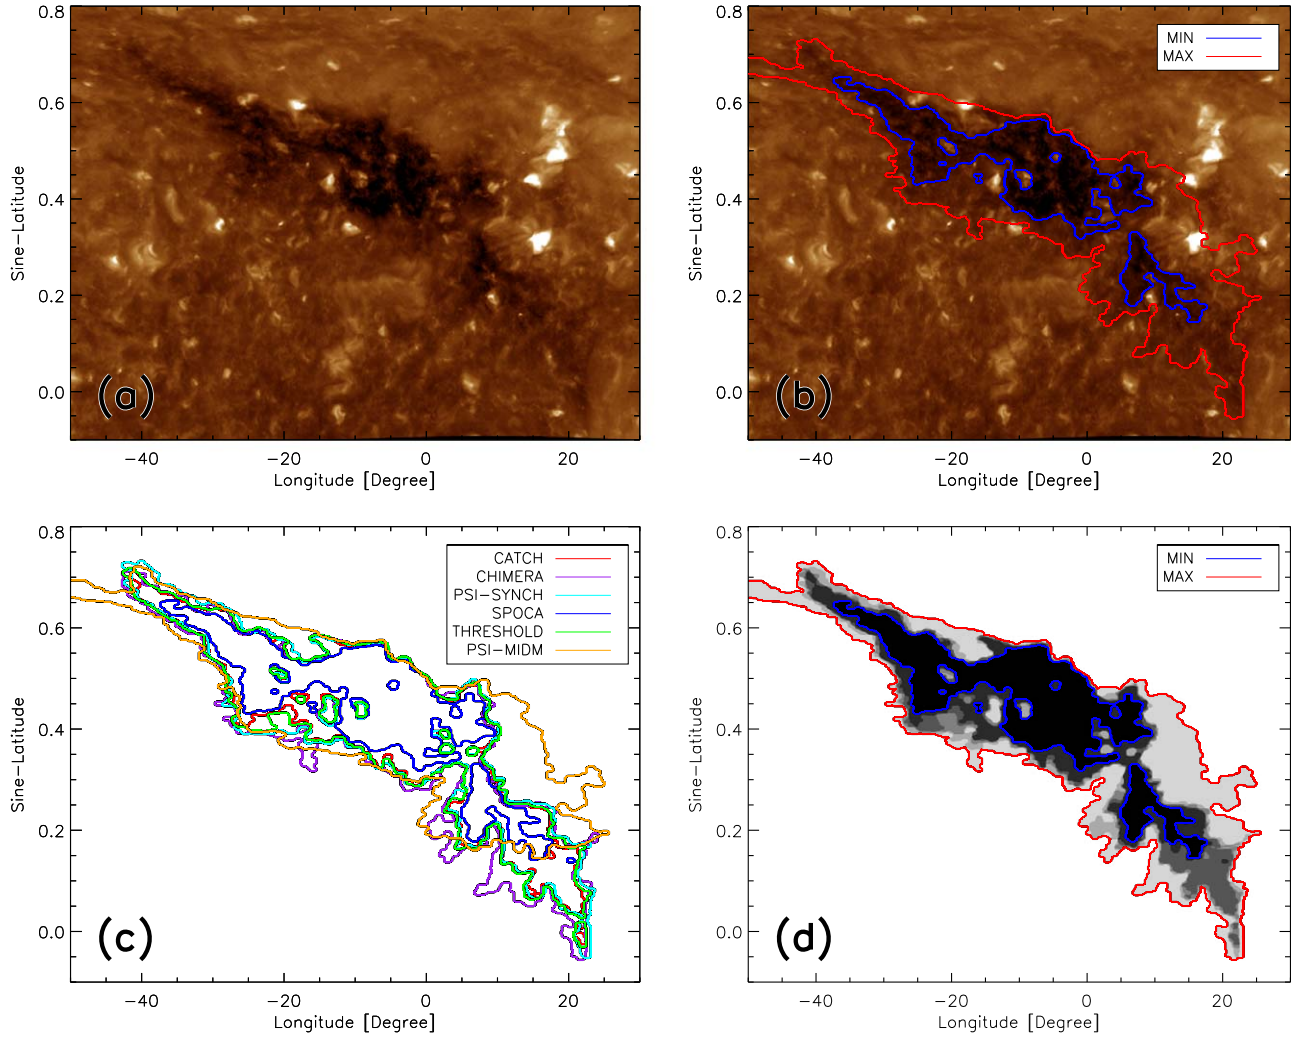 0.8
0.6
0.4
0.2
0.0
Sine-Latitude
(a)
-40
-20
0
20
Longitude [Degree]
0.8
0.6
0.4
0.2
0.0
Sine-Latitude
MIN
MAX
(b)
-40
-20
0
20
Longitude [Degree]
0.8
0.6
0.4
0.2
0.0
Sine-Latitude
CATCH
CHIMERA
PSI-SYNCH
SPOCA
THRESHOLD
PSI-MIDM
(c)
-40
-20
0
20
Longitude [Degree]
0.8
0.6
0.4
0.2
0.0
Sine-Latitude
MIN
MAX
(d)
-40
-20
0
20
Longitude [Degree]